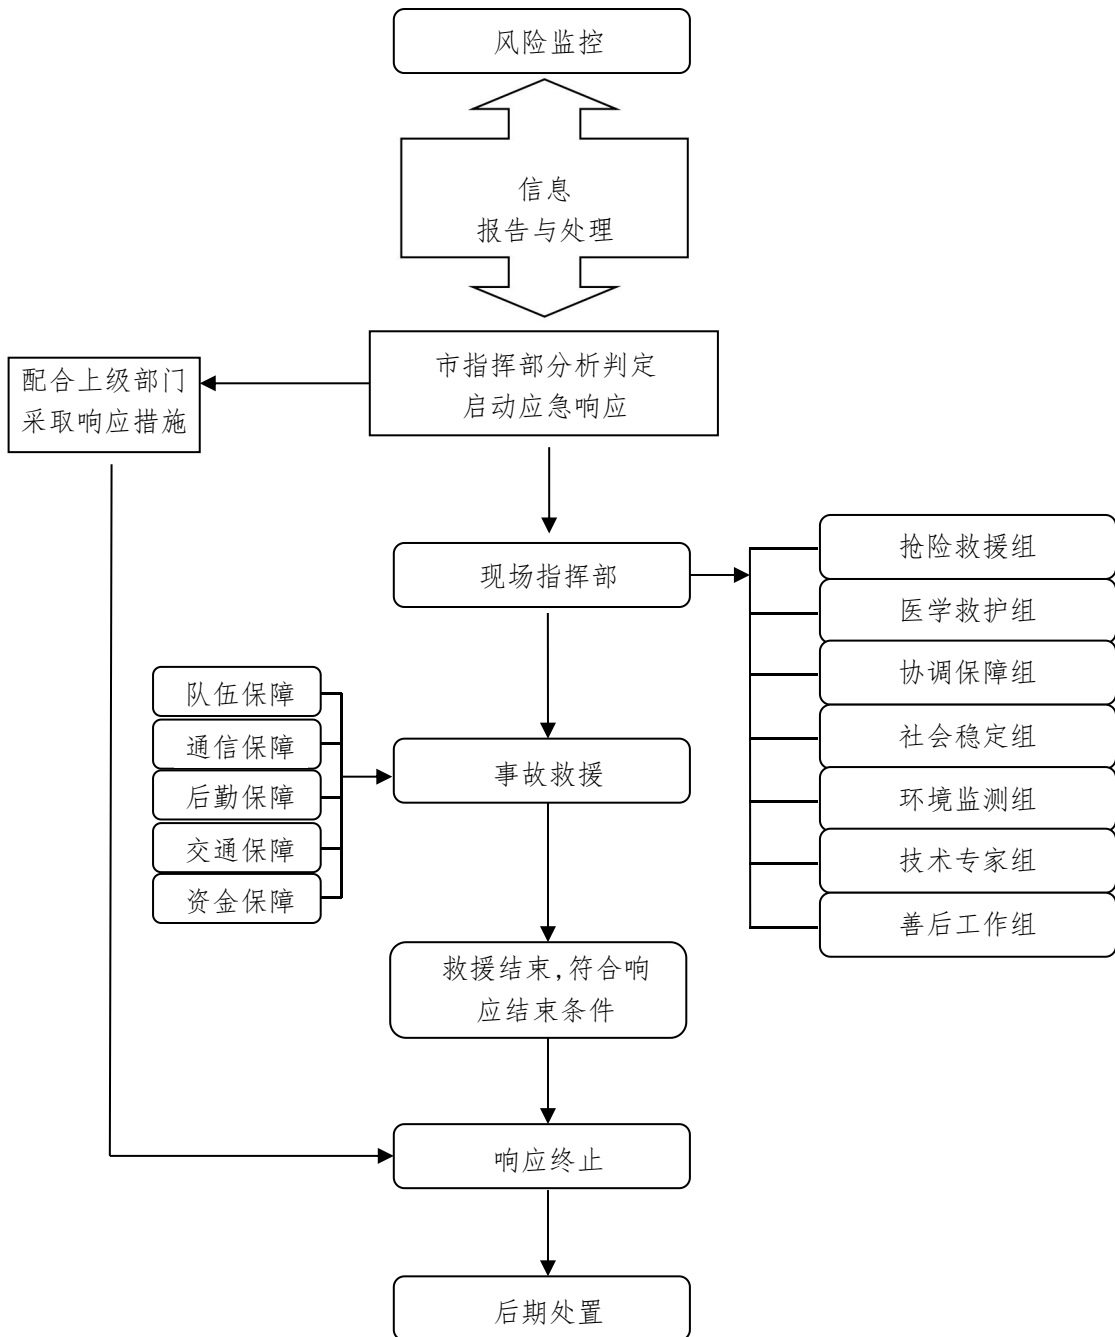 风险监控
信息
报告与处理
市指挥部分析判定
启动应急响应
配合上级部门
采取响应措施
现场指挥部
抢险救援组
医学救护组
协调保障组
社会稳定组
环境监测组
技术专家组
善后工作组
队伍保障
通信保障
后勤保障
交通保障
资金保障
事故救援
救援结束,符合响
应结束条件
响应终止
后期处置